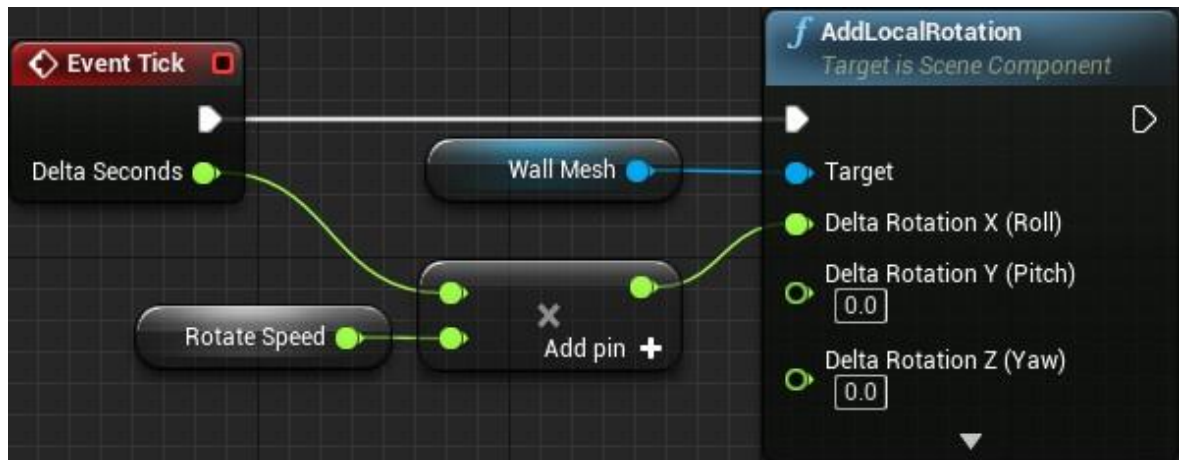 Event Tick
Delta Seconds
Wall Mesh
Rotate Speed
×
Add pin +
f AddLocalRotation
Target is Scene Component
Target
Delta Rotation X (Roll)
Delta Rotation Y (Pitch)
0.0
Delta Rotation Z (Yaw)
0.0